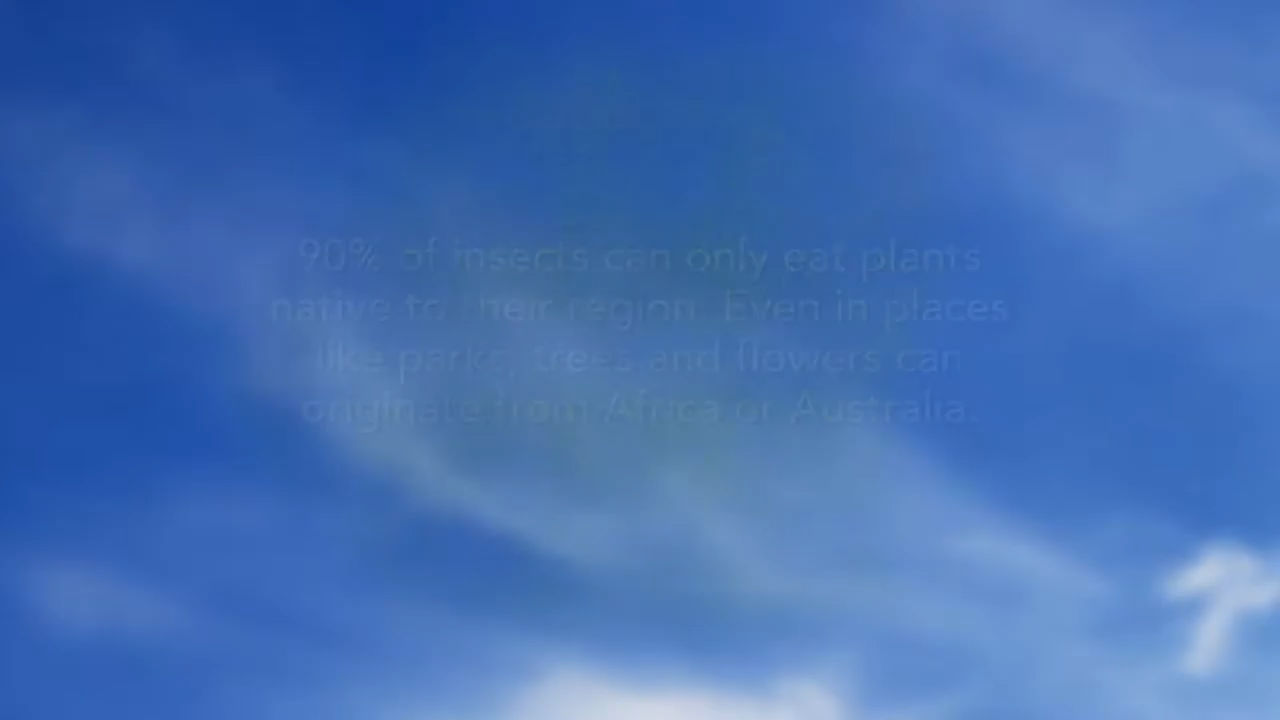 90% of insects can only eat plants
native to their region. Even in places
like parks, trees and flowers can
originate from Africa or Australia.